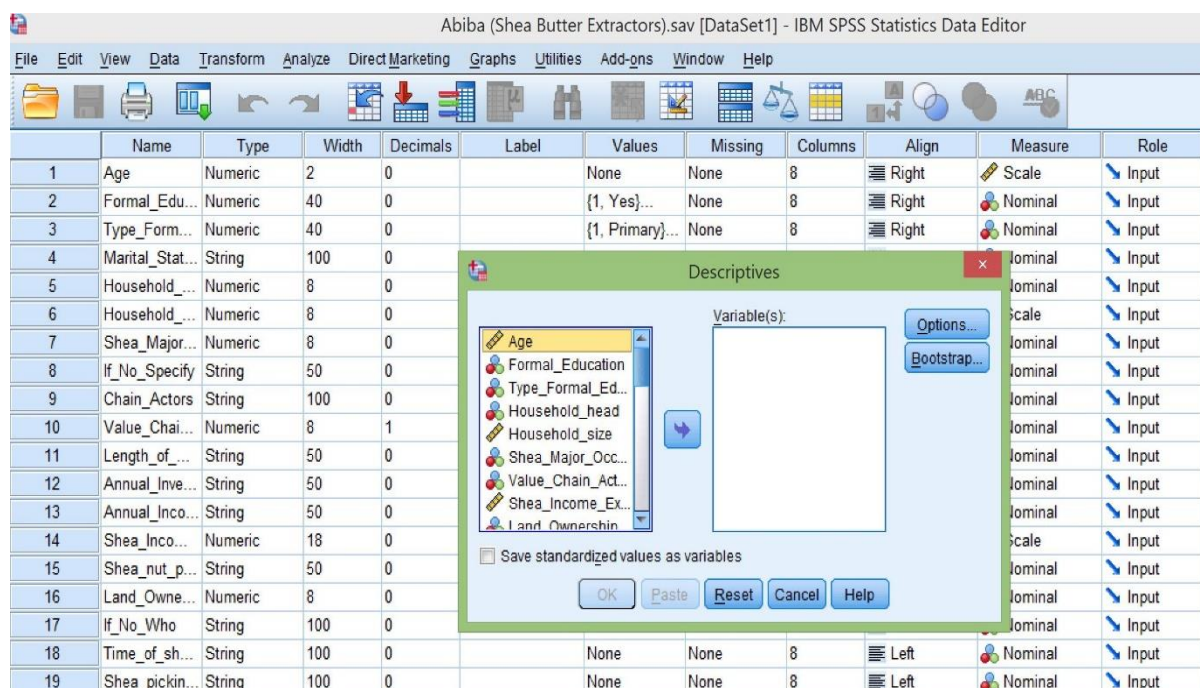 Abiba (Shea Butter Extractors).sav [DataSet1] - IBM SPSS Statistics Data Editor
File Edit View Data Transform Analyze Direct Marketing Graphs Utilities Add-ons Window Help
Name Type Width Decimals Label Values Missing Columns Align Measure Role
1 Age Numeric 2 0 None None 8 Right Scale Input
2 Formal_Edu... Numeric 40 0 {1, Yes}... None 8 Right Nominal Input
3 Type_Form... Numeric 40 0 {1, Primary}... None 8 Right Nominal Input
4 Marital_Stat... String 100 0 Nominal Input
5 Household_... Numeric 8 0 Nominal Input
6 Household_... Numeric 8 0 Scale Input
7 Shea_Major... Numeric 8 0 Nominal Input
8 If_No_Specify String 50 0 Nominal Input
9 Chain_Actors String 100 0 Nominal Input
10 Value_Chai... Numeric 8 1 Nominal Input
11 Length_of_... String 50 0 Nominal Input
12 Annual_Inve... String 50 0 Nominal Input
13 Annual_Inco... String 50 0 Nominal Input
14 Shea_Inco... Numeric 18 0 Scale Input
15 Shea_nut_p... String 50 0 Nominal Input
16 Land_Owne... Numeric 8 0 Nominal Input
17 If_No_Who String 100 0 Nominal Input
18 Time_of_sh... String 100 0 None None 8 Left Nominal Input
19 Shea_pickin... String 100 0 None None 8 Left Nominal Input
Descriptives
Variable(s):
Age
Formal_Education
Type_Formal_Ed...
Household_head
Household_size
Shea_Major_Occ...
Value_Chain_Act...
Shea_Income_Ex...
Land_Ownership
Options...
Bootstrap...
Save standardized values as variables
OK Paste Reset Cancel Help